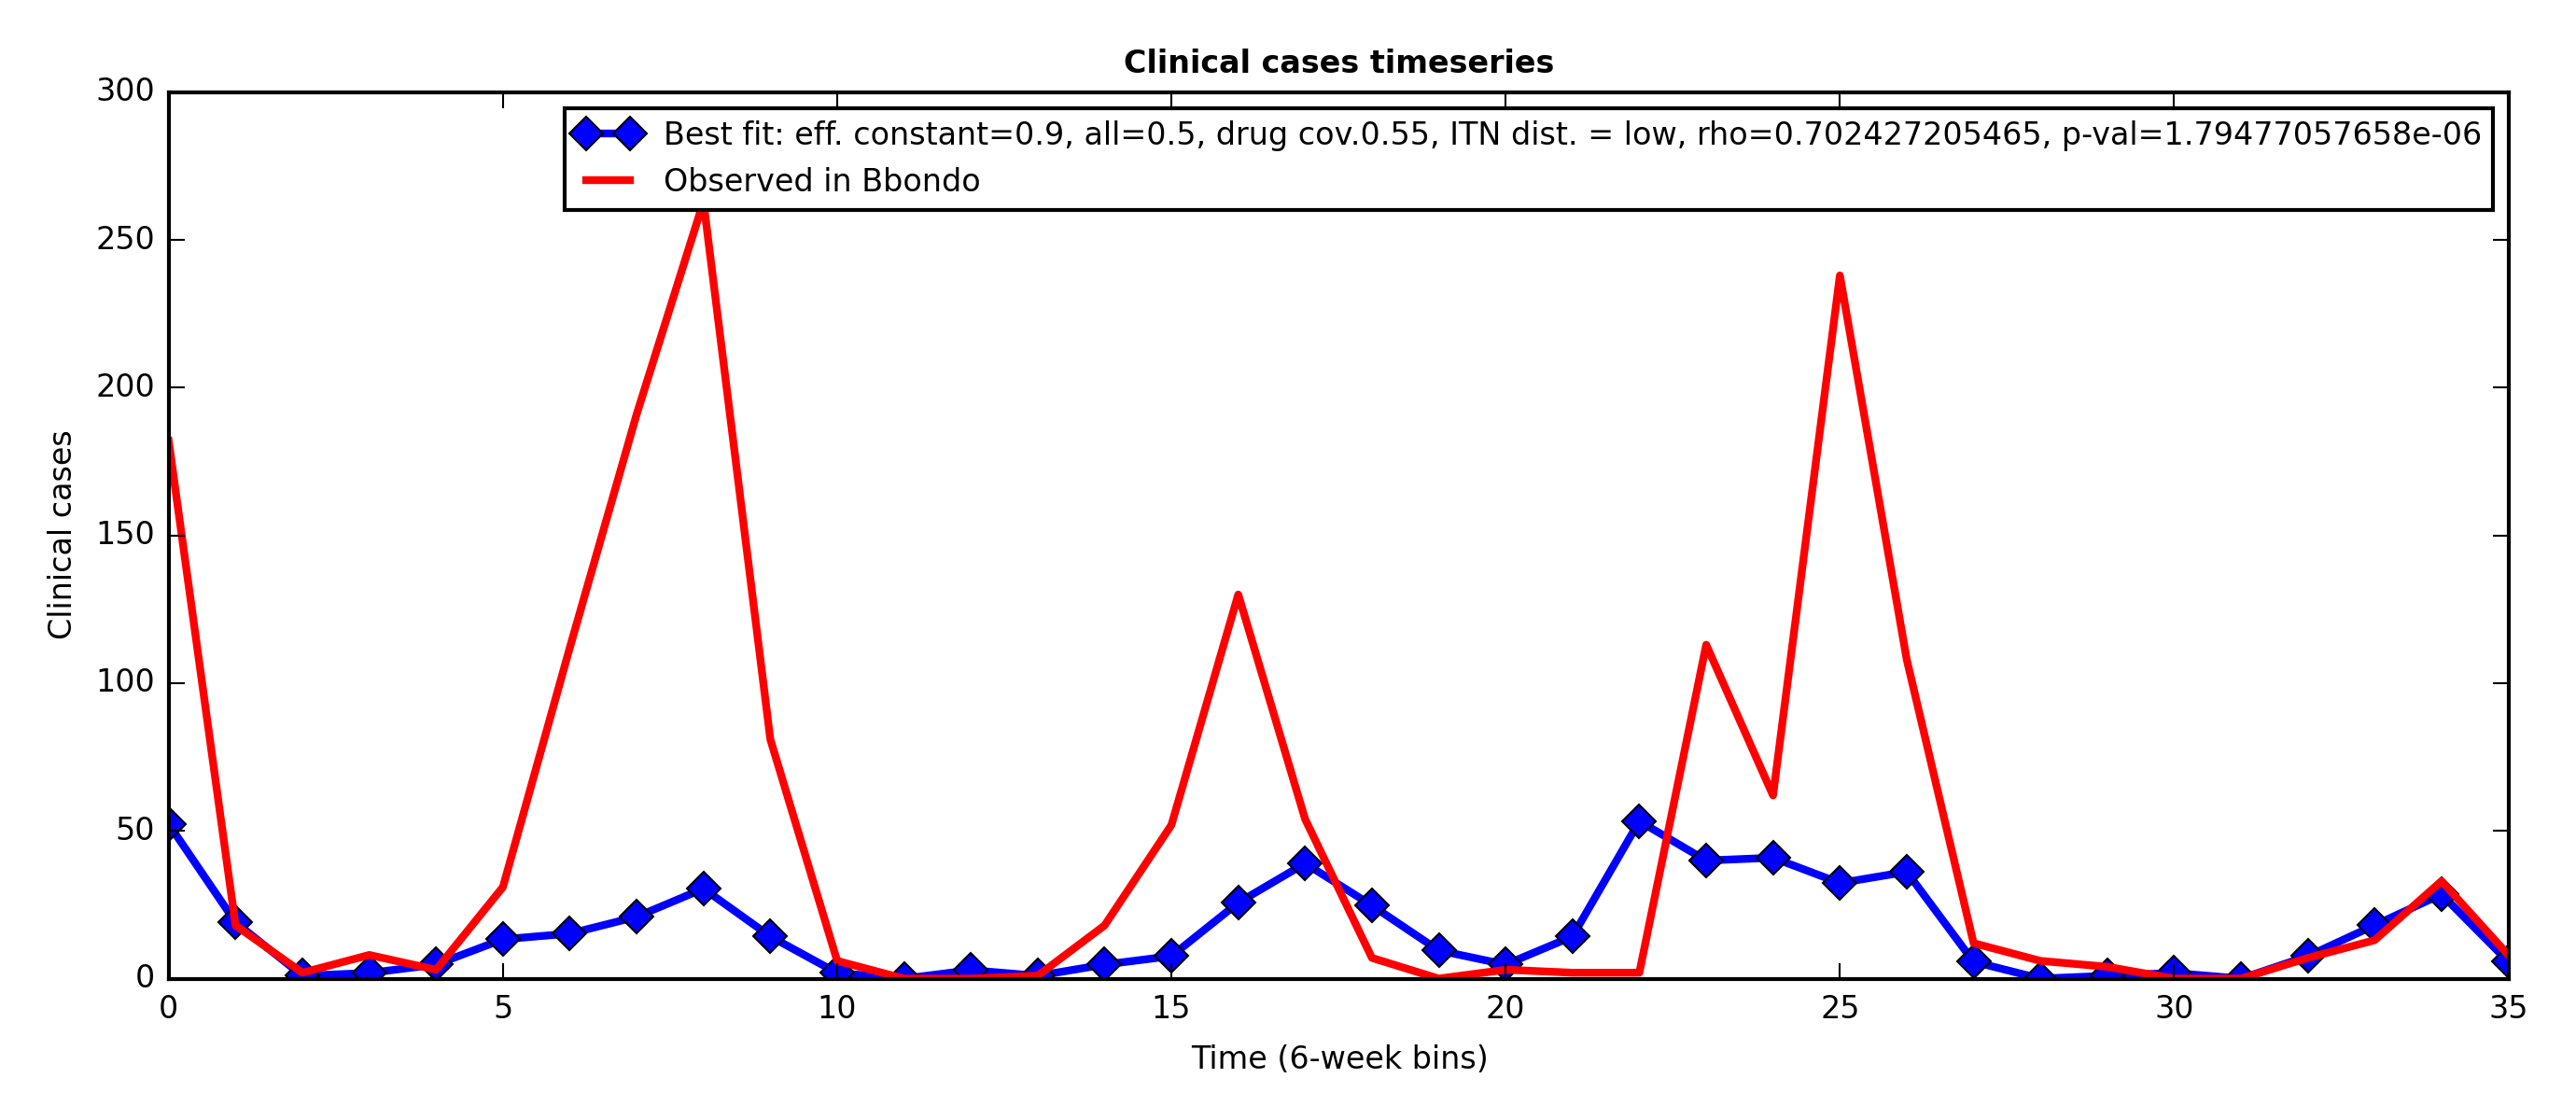 Clinical cases timeseries
300
250
200
150
100
50
0
Clinical cases
Best fit: eff. constant=0.9, all=0.5, drug cov.0.55, ITN dist. = low, rho=0.702427205465, p-val=1.79477057658e-06
Observed in Bbondo
0 5 10 15 20 25 30 35
Time (6-week bins)